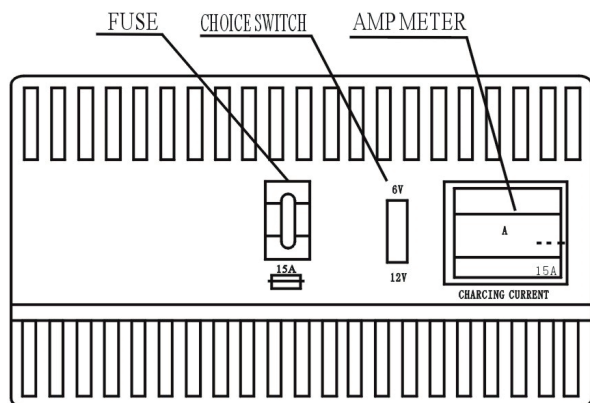 FUSE
CHOICE SWITCH
AMP METER
6V
A
15A
15A
12V
CHARCING CURRENT